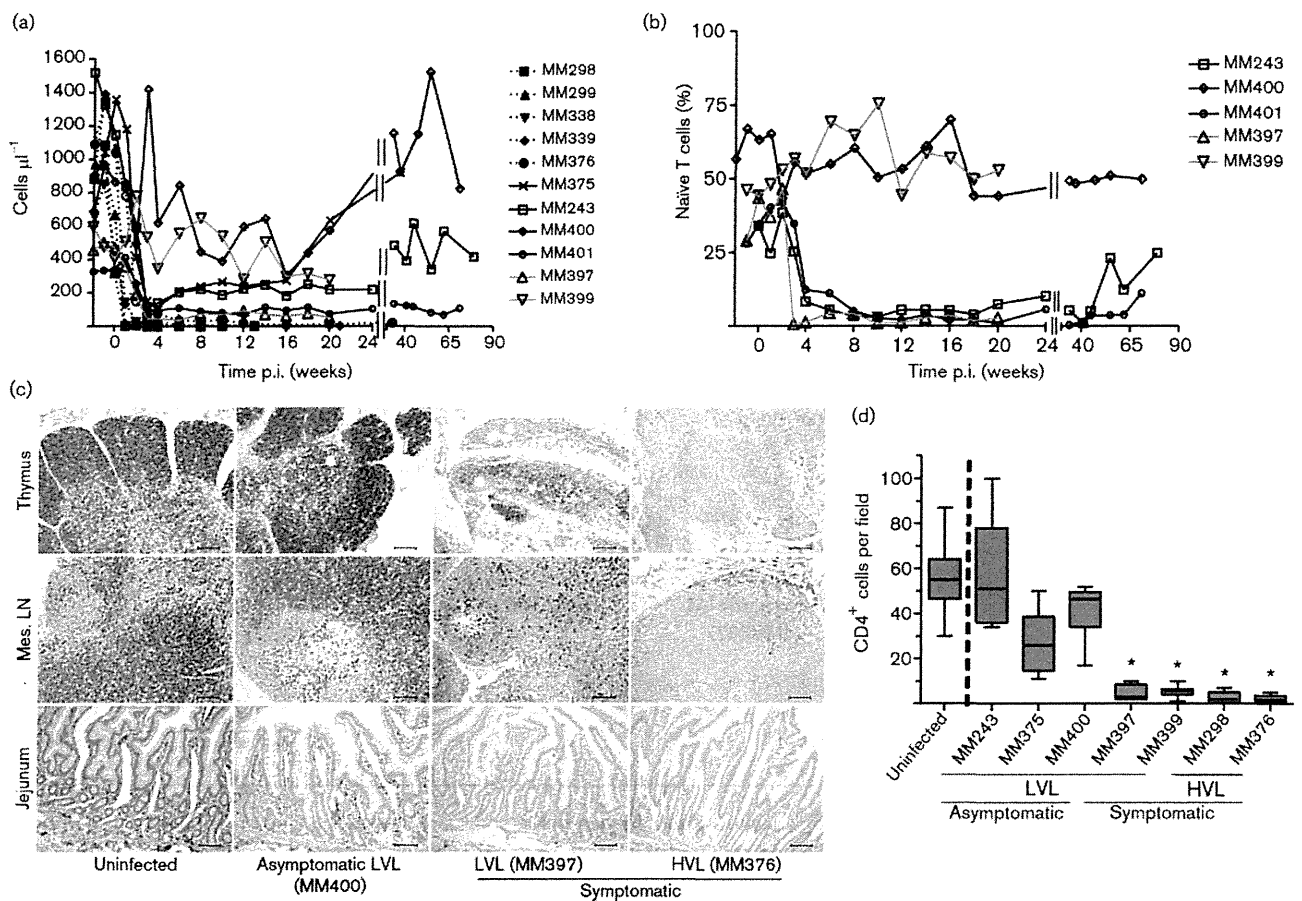 (a)
Cells µl⁻¹
1600
1400
1200
1000
800
600
400
200
0 4 8 12 16 20 24 40 65 90
Time p.i. (weeks)
MM298
MM299
MM338
MM339
MM376
MM375
MM243
MM400
MM401
MM397
MM399
(b)
Naïve T cells (%)
100
75
50
25
0 4 8 12 16 20 24 40 65 90
Time p.i. (weeks)
MM243
MM400
MM401
MM397
MM399
(c)
Thymus
Mes. LN
Jejunum
Uninfected
Asymptomatic LVL
(MM400)
LVL (MM397)
HVL (MM376)
Symptomatic
(d)
CD4⁺ cells per field
100
80
60
40
20
* * * *
Uninfected
MM243
MM375
MM400
MM397
MM399
MM298
MM376
LVL
HVL
Asymptomatic
Symptomatic